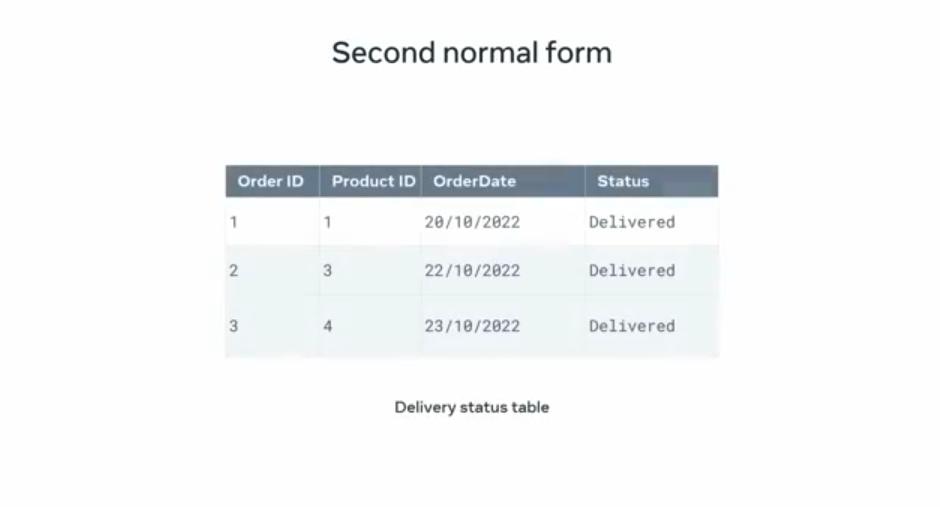 Second normal form
Order ID Product ID OrderDate Status
1 1 20/10/2022 Delivered
2 3 22/10/2022 Delivered
3 4 23/10/2022 Delivered
Delivery status table